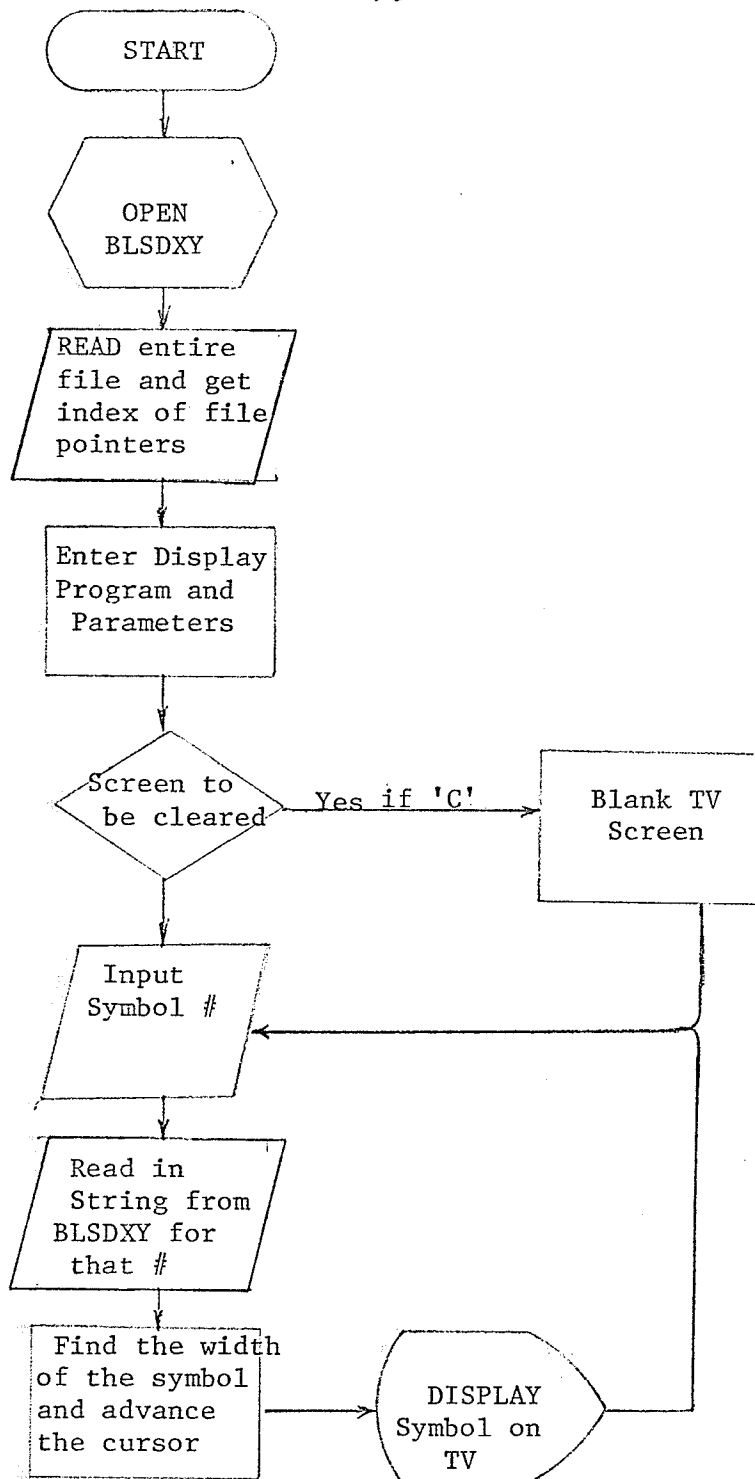 START
OPEN
BLSDXY
READ entire
file and get
index of file
pointers
Enter Display
Program and
Parameters
Screen to
be cleared
Yes if 'C'
Blank TV
Screen
Input
Symbol #
Read in
String from
BLSDXY for
that #
Find the width
of the symbol
and advance
the cursor
DISPLAY
Symbol on
TV